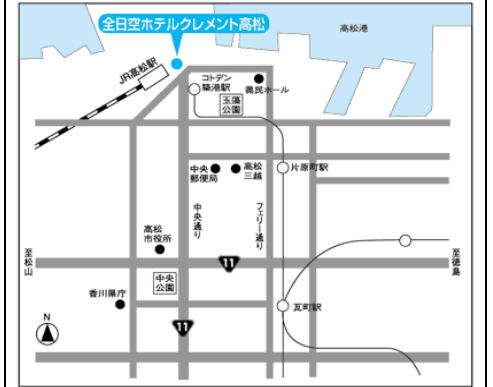 全日空ホテルクレメント高松
高松港
JR高松駅
コトデン
築港駅
県民ホール
玉藻
公園
中央
郵便局
高松
三越
片原町駅
中央通り
フェリー通り
高松
市役所
至松山
至徳島
11
中央
公園
香川県庁
瓦町駅
11
N